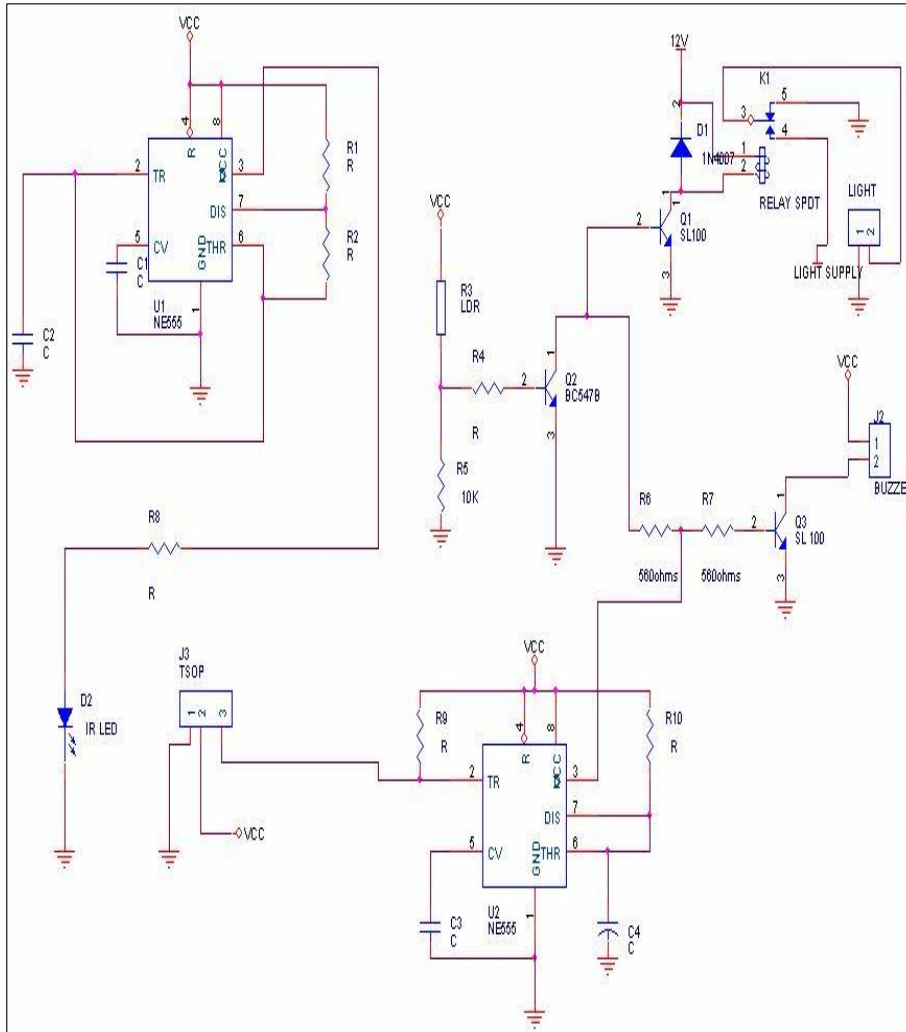 VCC
4
8
R
VCC
2
TR
3
7
DIS
5
CV
6
THR
GND
1
R1
R
R2
R
C1
C
U1
NE555
C2
C
R8
R
D2
IR LED
J3
TSOP
1
2
3
VCC
VCC
R3
LDR
R4
R
R5
10K
1
2
3
Q2
BC547B
12V
2
D1
1N4007
1
1
2
3
Q1
SL100
K1
3
5
4
1
2
RELAY SPDT
LIGHT
1
2
LIGHT SUPPLY
VCC
J2
1
2
BUZZE
R6
560ohms
R7
560ohms
1
2
3
Q3
SL100
VCC
R9
R
R10
R
4
8
R
VCC
2
TR
3
7
DIS
5
CV
6
THR
GND
1
U2
NE555
C3
C
C4
C